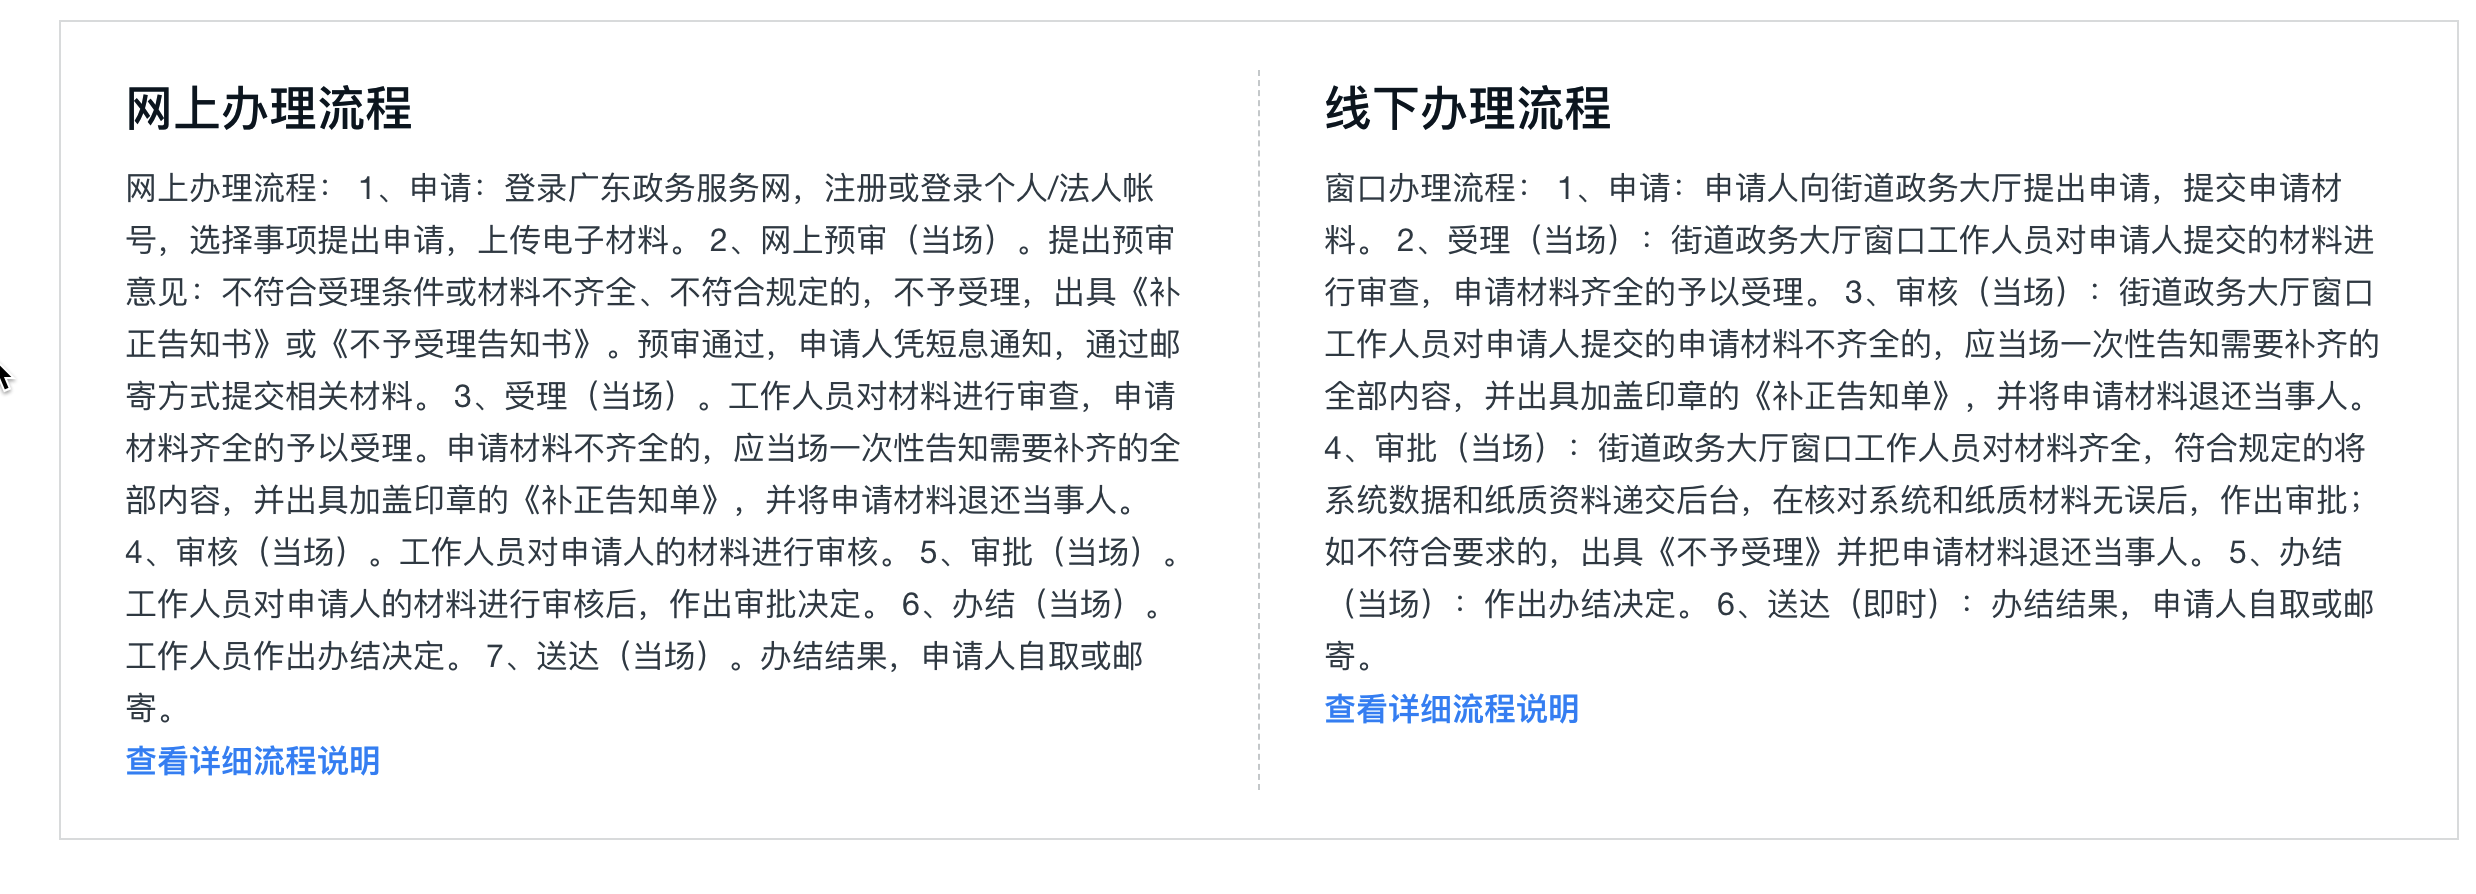 网上办理流程
网上办理流程： 1、申请：登录广东政务服务网，注册或登录个人/法人帐
号，选择事项提出申请，上传电子材料。 2、网上预审（当场）。提出预审
意见：不符合受理条件或材料不齐全、不符合规定的，不予受理，出具《补
正告知书》或《不予受理告知书》。预审通过，申请人凭短息通知，通过邮
寄方式提交相关材料。 3、受理（当场）。工作人员对材料进行审查，申请
材料齐全的予以受理。申请材料不齐全的，应当场一次性告知需要补齐的全
部内容，并出具加盖印章的《补正告知单》，并将申请材料退还当事人。
4、审核（当场）。工作人员对申请人的材料进行审核。 5、审批（当场）。
工作人员对申请人的材料进行审核后，作出审批决定。 6、办结（当场）。
工作人员作出办结决定。 7、送达（当场）。办结结果，申请人自取或邮
寄。
查看详细流程说明
线下办理流程
窗口办理流程： 1、申请：申请人向街道政务大厅提出申请，提交申请材
料。 2、受理（当场）：街道政务大厅窗口工作人员对申请人提交的材料进
行审查，申请材料齐全的予以受理。 3、审核（当场）：街道政务大厅窗口
工作人员对申请人提交的申请材料不齐全的，应当场一次性告知需要补齐的
全部内容，并出具加盖印章的《补正告知单》，并将申请材料退还当事人。
4、审批（当场）：街道政务大厅窗口工作人员对材料齐全，符合规定的将
系统数据和纸质资料递交后台，在核对系统和纸质材料无误后，作出审批；
如不符合要求的，出具《不予受理》并把申请材料退还当事人。 5、办结
（当场）：作出办结决定。 6、送达（即时）：办结结果，申请人自取或邮
寄。
查看详细流程说明